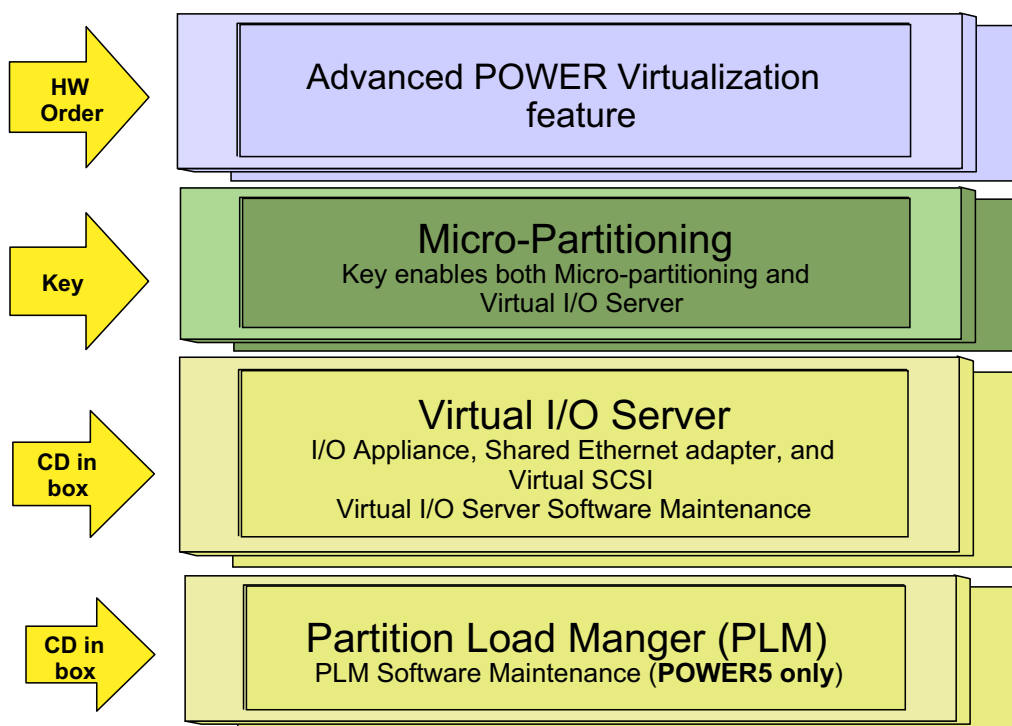 HW
Order
Advanced POWER Virtualization
feature
Key
Micro-Partitioning
Key enables both Micro-partitioning and
Virtual I/O Server
CD in
box
Virtual I/O Server
I/O Appliance, Shared Ethernet adapter, and
Virtual SCSI
Virtual I/O Server Software Maintenance
CD in
box
Partition Load Manger (PLM)
PLM Software Maintenance (POWER5 only)